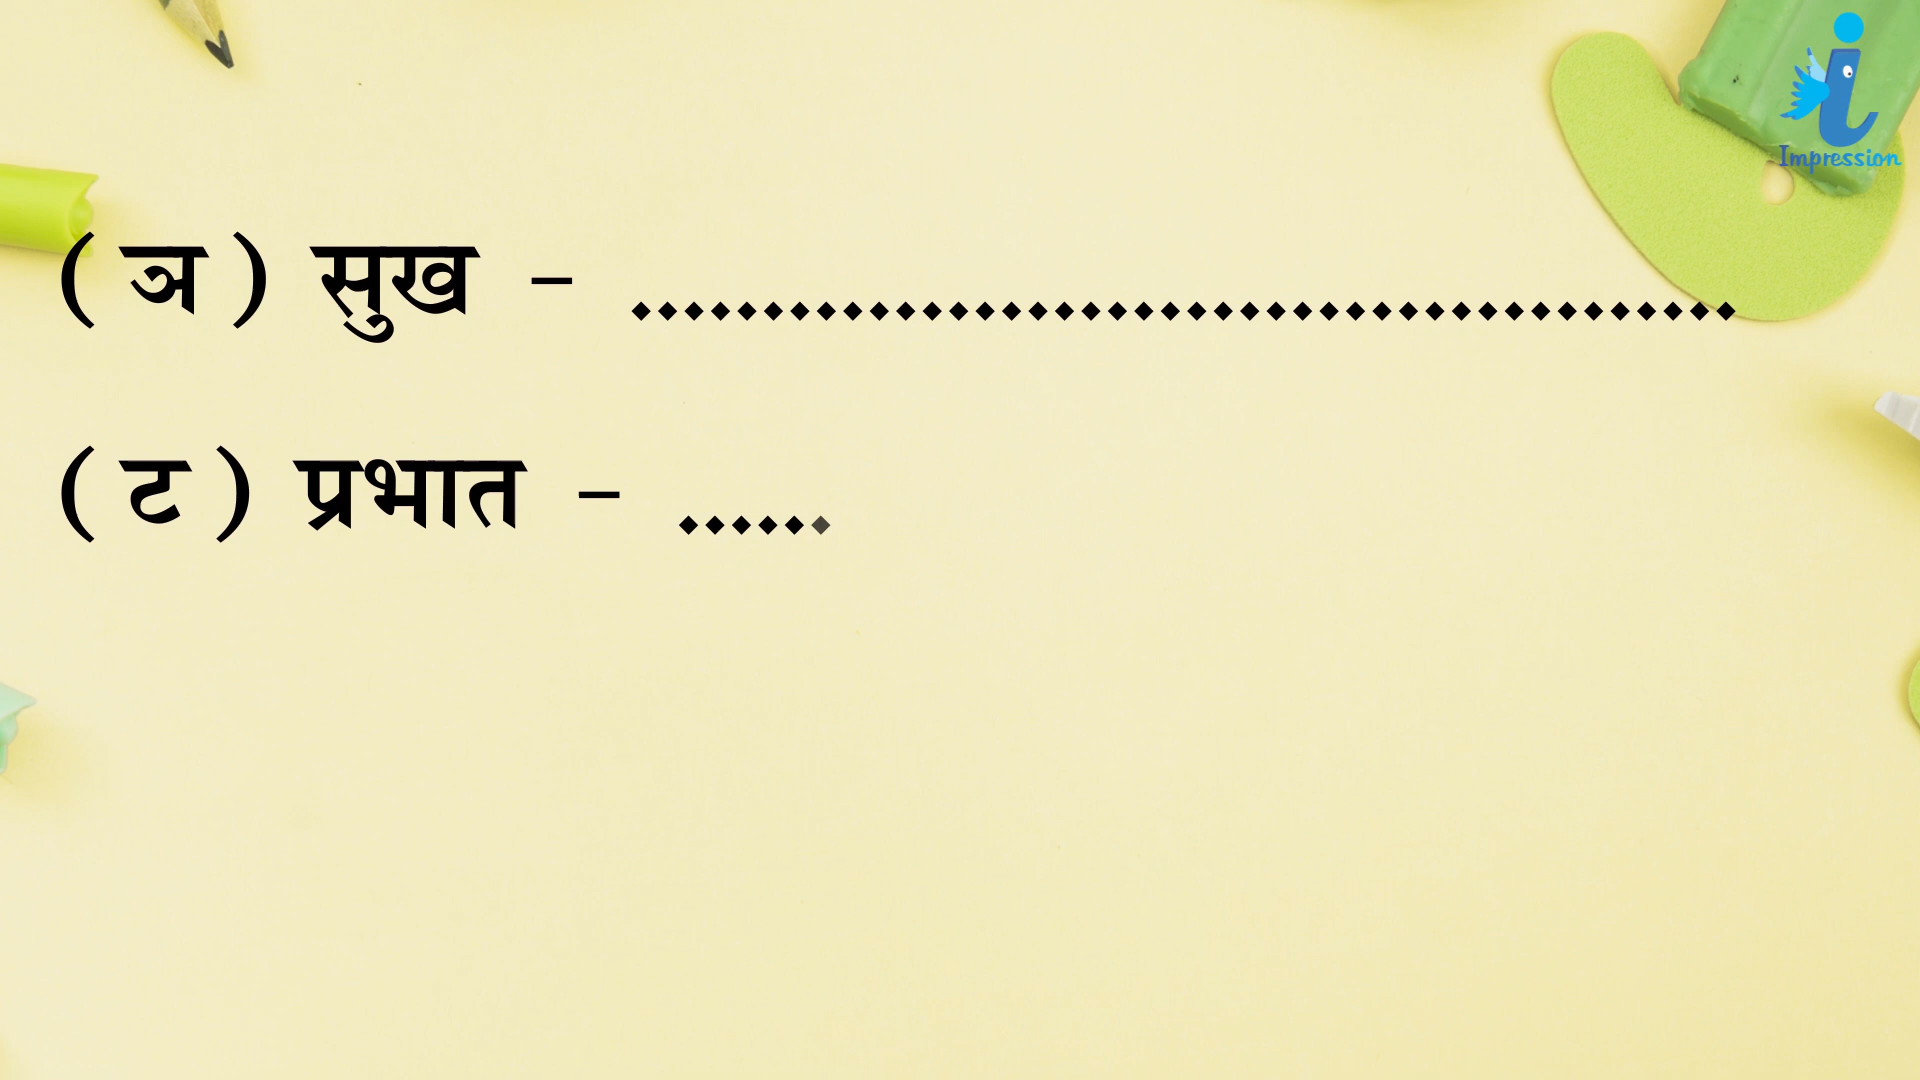 Impression
( ञ ) सुख - ..........................................
( ट ) प्रभात - ......